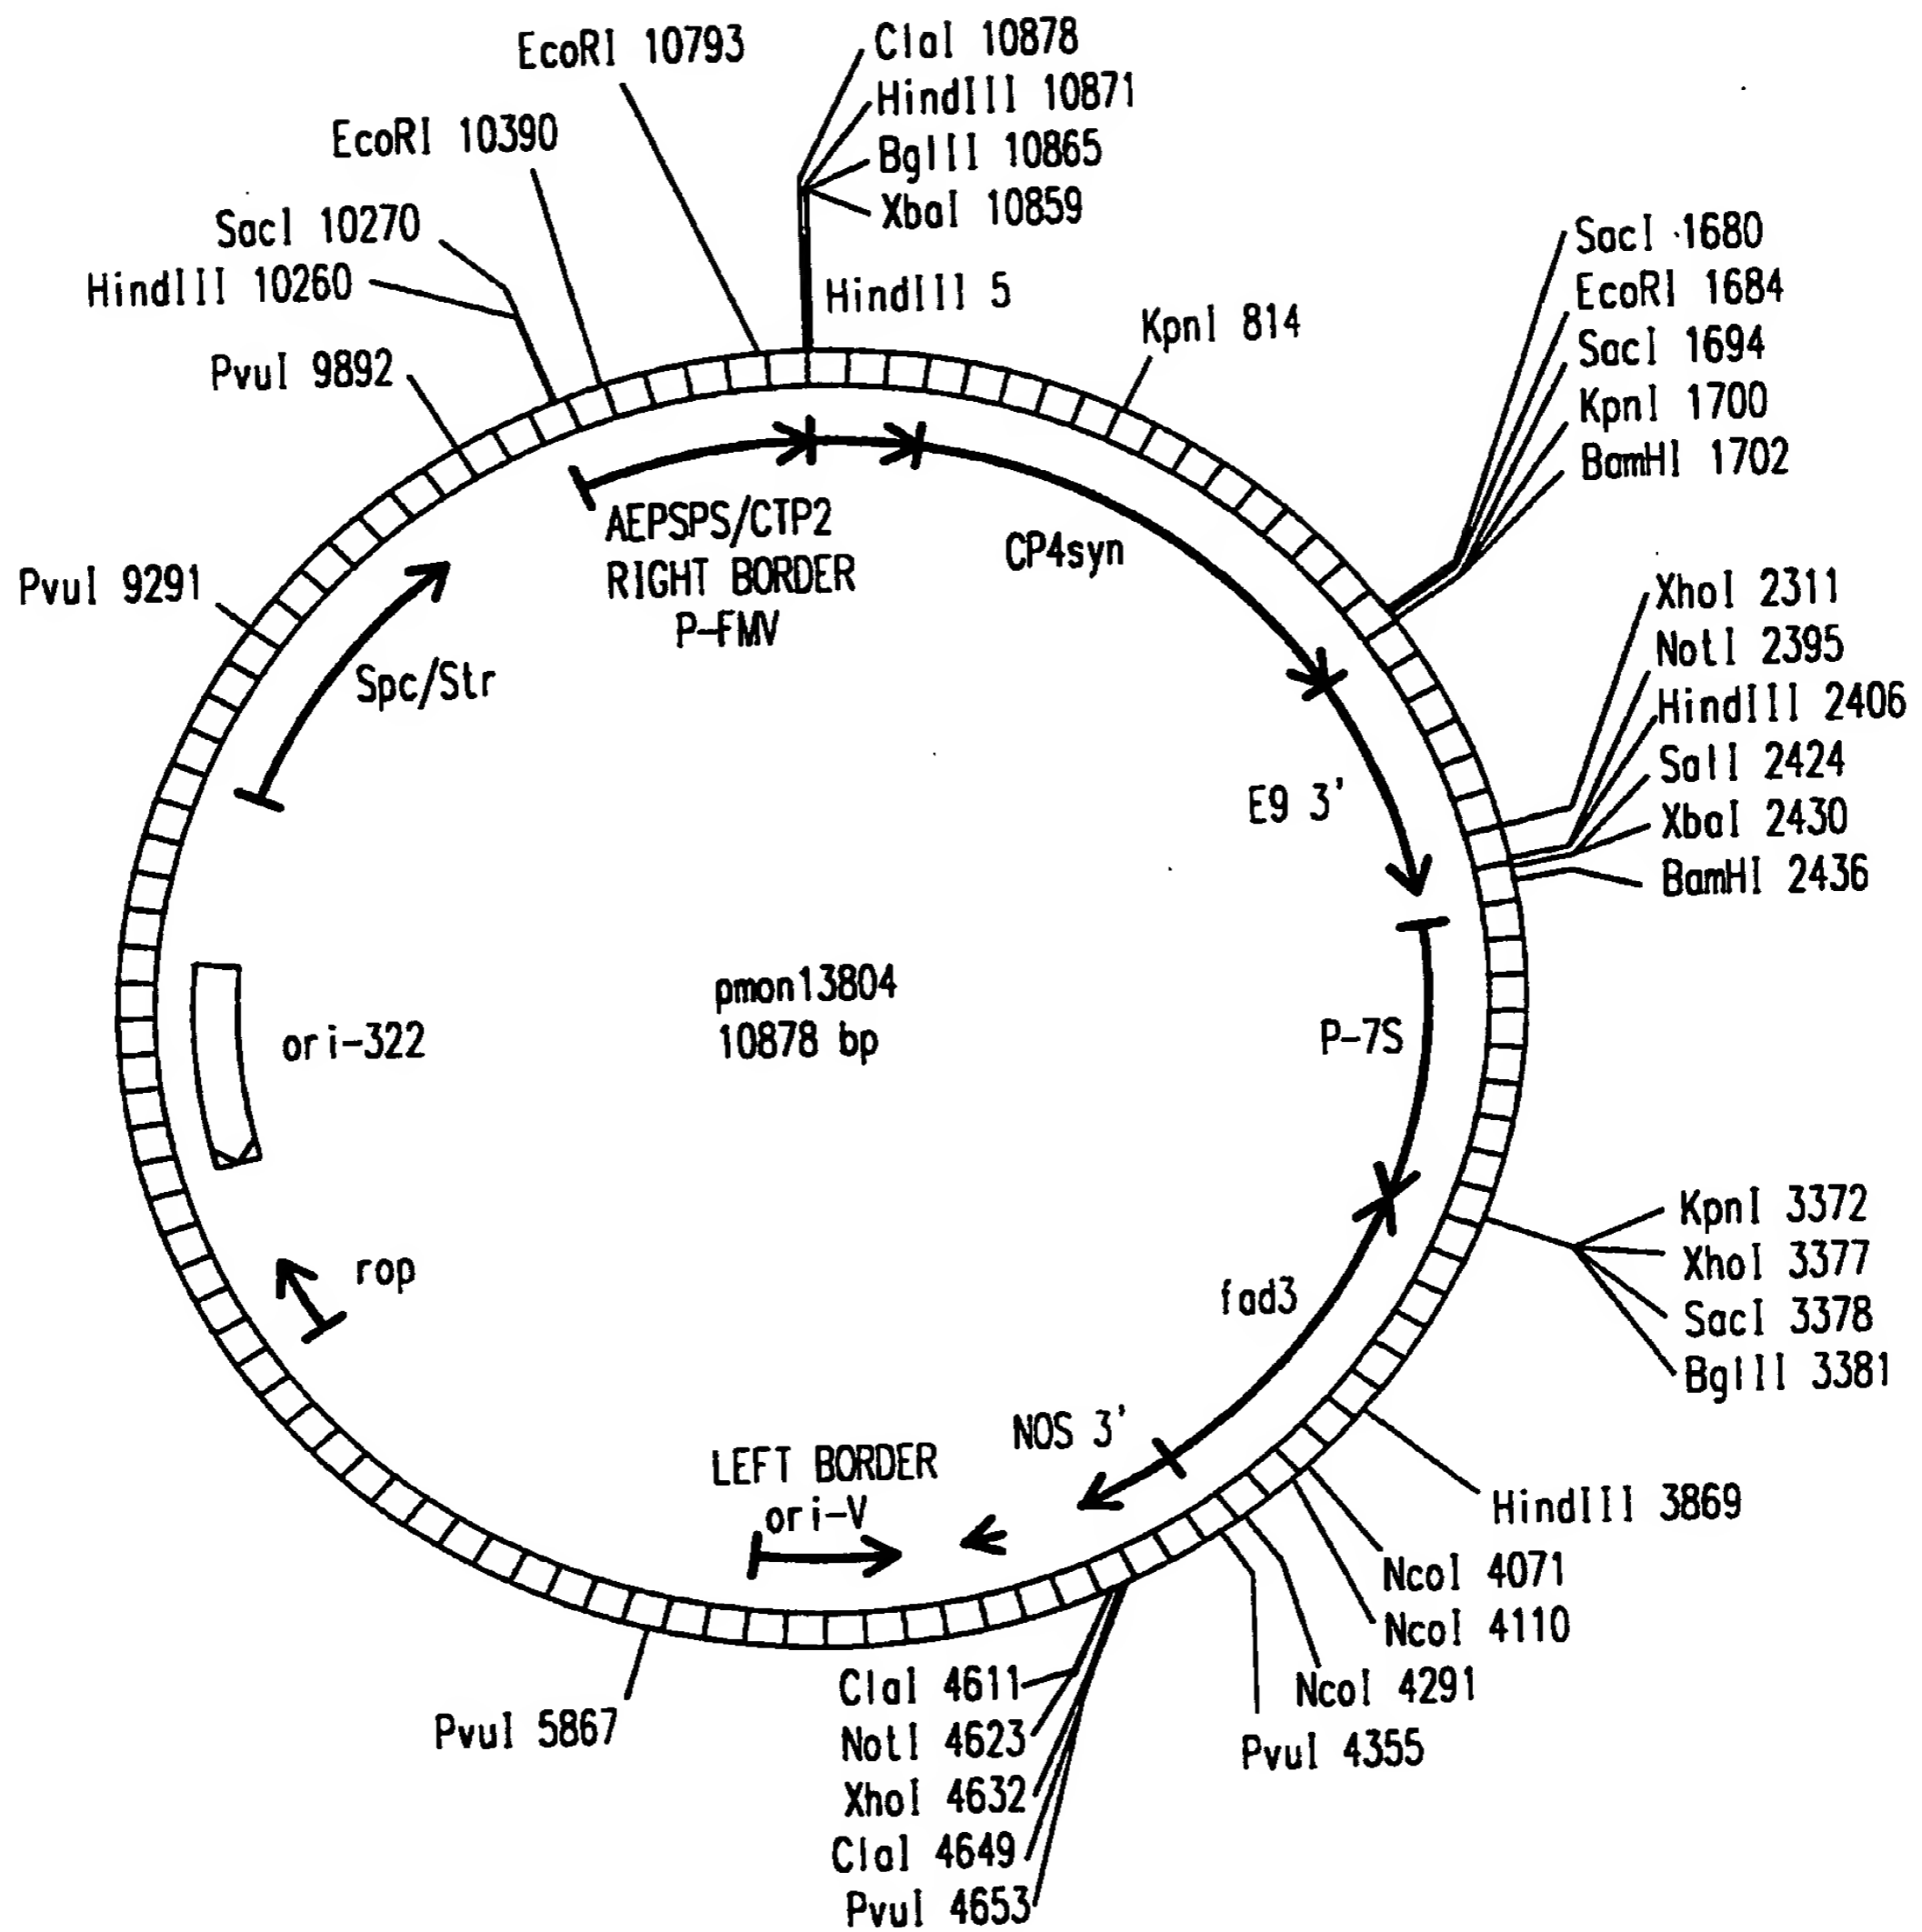 EcoRI 10793
EcoRI 10390
SacI 10270
HindIII 10260
PvuI 9892
PvuI 9291
ClaI 10878
HindIII 10871
BglII 10865
XbaI 10859
HindIII 5
KpnI 814
SacI 1680
EcoRI 1684
SacI 1694
KpnI 1700
BamHI 1702
XhoI 2311
NotI 2395
HindIII 2406
SalI 2424
XbaI 2430
BamHI 2436
KpnI 3372
XhoI 3377
SacI 3378
BglII 3381
HindIII 3869
NcoI 4071
NcoI 4110
NcoI 4291
PvuI 4355
ClaI 4611
NotI 4623
XhoI 4632
ClaI 4649
PvuI 4653
PvuI 5867
AEPSPS/CTP2
RIGHT BORDER
P-FMV
CP4syn
E9 3'
P-7S
fad3
NOS 3'
LEFT BORDER
ori-V
rop
ori-322
Spc/Str
pmon13804
10878 bp